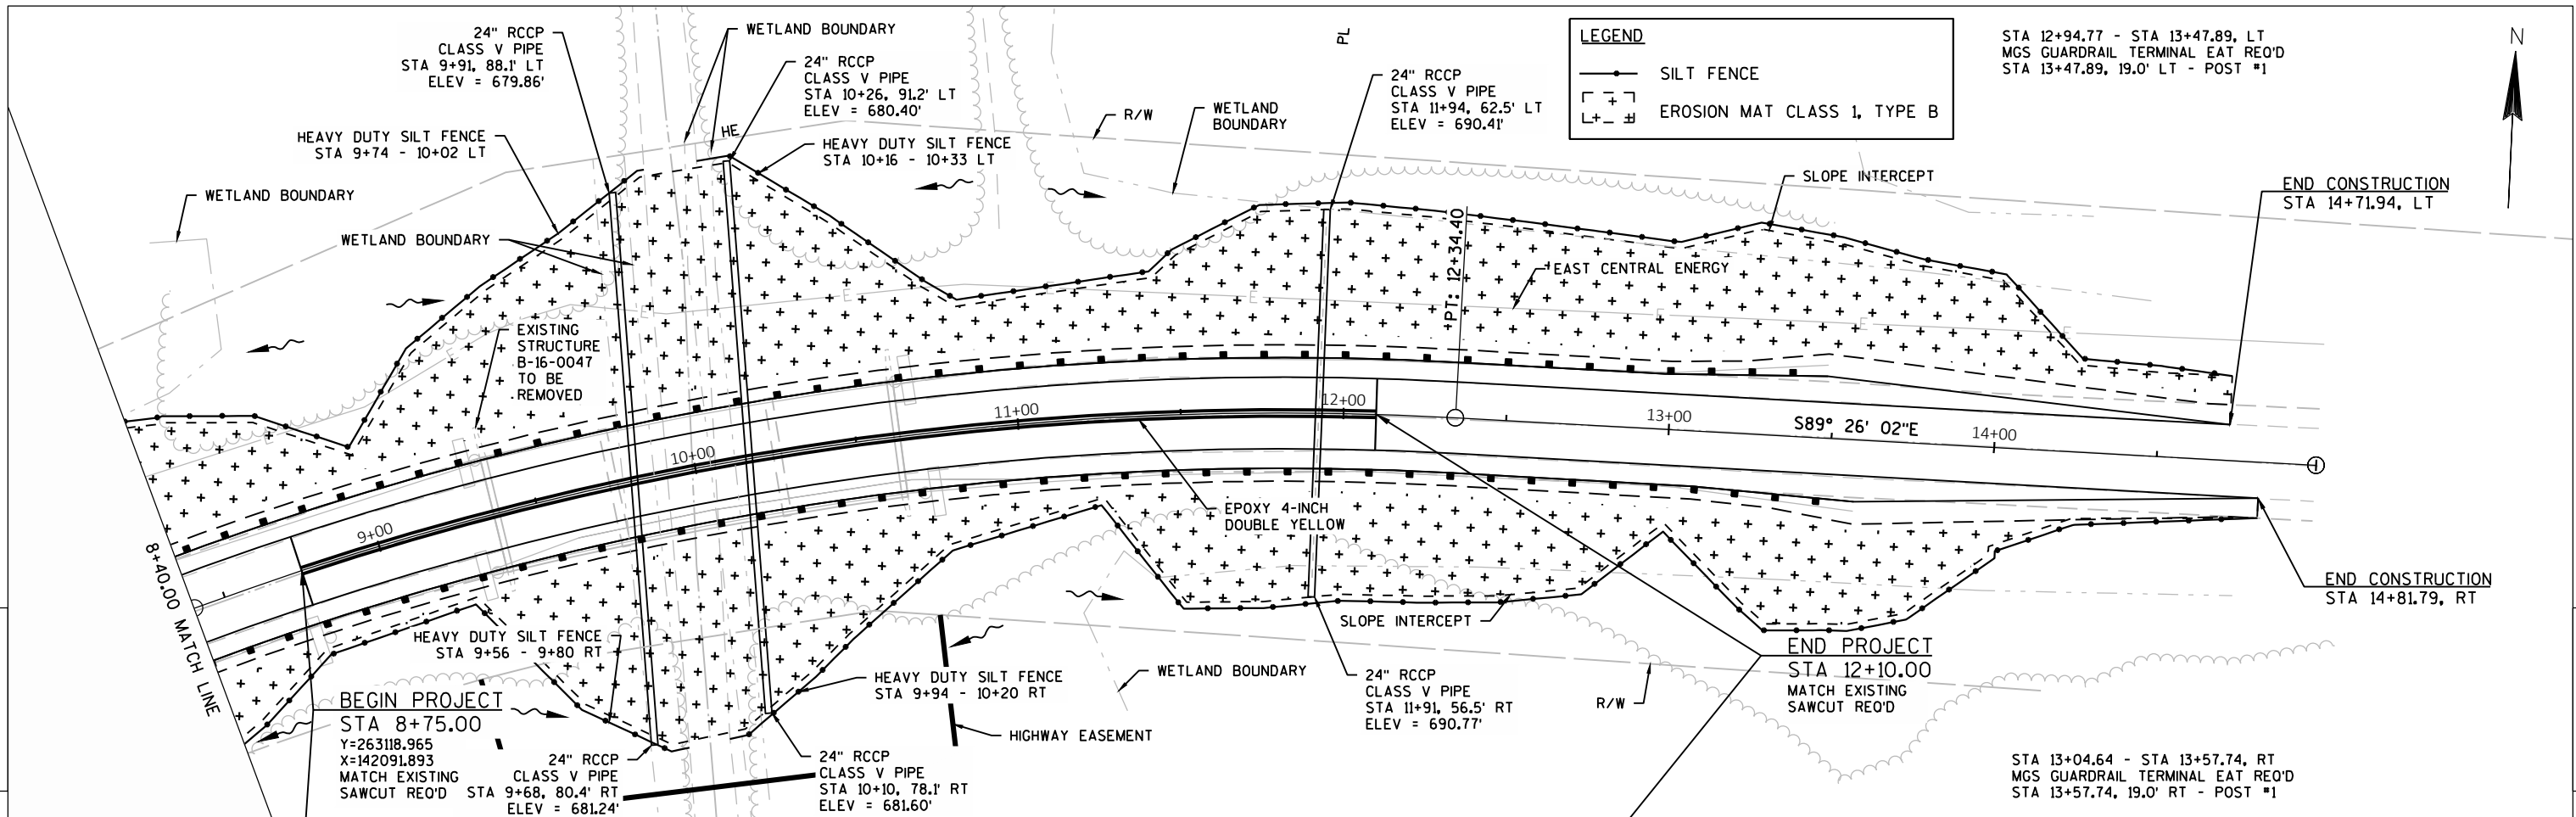 24" RCCP
CLASS V PIPE
STA 9+91, 88.1' LT
ELEV = 679.86'
WETLAND BOUNDARY
24" RCCP
CLASS V PIPE
STA 10+26, 91.2' LT
ELEV = 680.40'
HE
HEAVY DUTY SILT FENCE
STA 9+74 - 10+02 LT
HEAVY DUTY SILT FENCE
STA 10+16 - 10+33 LT
WETLAND BOUNDARY
WETLAND BOUNDARY
R/W
WETLAND
BOUNDARY
PL
24" RCCP
CLASS V PIPE
STA 11+94, 62.5' LT
ELEV = 690.41'
LEGEND
SILT FENCE
EROSION MAT CLASS 1, TYPE B
STA 12+94.77 - STA 13+47.89, LT
MGS GUARDRAIL TERMINAL EAT REQ'D
STA 13+47.89, 19.0' LT - POST #1
N
SLOPE INTERCEPT
END CONSTRUCTION
STA 14+71.94, LT
EAST CENTRAL ENERGY
PT: 12+34.40
EXISTING
STRUCTURE
B-16-0047
TO BE
REMOVED
E
E
E
E
E
E
E
9+00
10+00
11+00
12+00
13+00
14+00
S89° 26' 02"E
8+40.00 MATCH LINE
EPOXY 4-INCH
DOUBLE YELLOW
HEAVY DUTY SILT FENCE
STA 9+56 - 9+80 RT
BEGIN PROJECT
STA 8+75.00
Y=263118.965
X=142091.893
MATCH EXISTING
SAWCUT REQ'D
24" RCCP
CLASS V PIPE
STA 9+68, 80.4' RT
ELEV = 681.24'
24" RCCP
CLASS V PIPE
STA 10+10, 78.1' RT
ELEV = 681.60'
HEAVY DUTY SILT FENCE
STA 9+94 - 10+20 RT
HIGHWAY EASEMENT
WETLAND BOUNDARY
SLOPE INTERCEPT
24" RCCP
CLASS V PIPE
STA 11+91, 56.5' RT
ELEV = 690.77'
R/W
END PROJECT
STA 12+10.00
MATCH EXISTING
SAWCUT REQ'D
END CONSTRUCTION
STA 14+81.79, RT
STA 13+04.64 - STA 13+57.74, RT
MGS GUARDRAIL TERMINAL EAT REQ'D
STA 13+57.74, 19.0' RT - POST #1